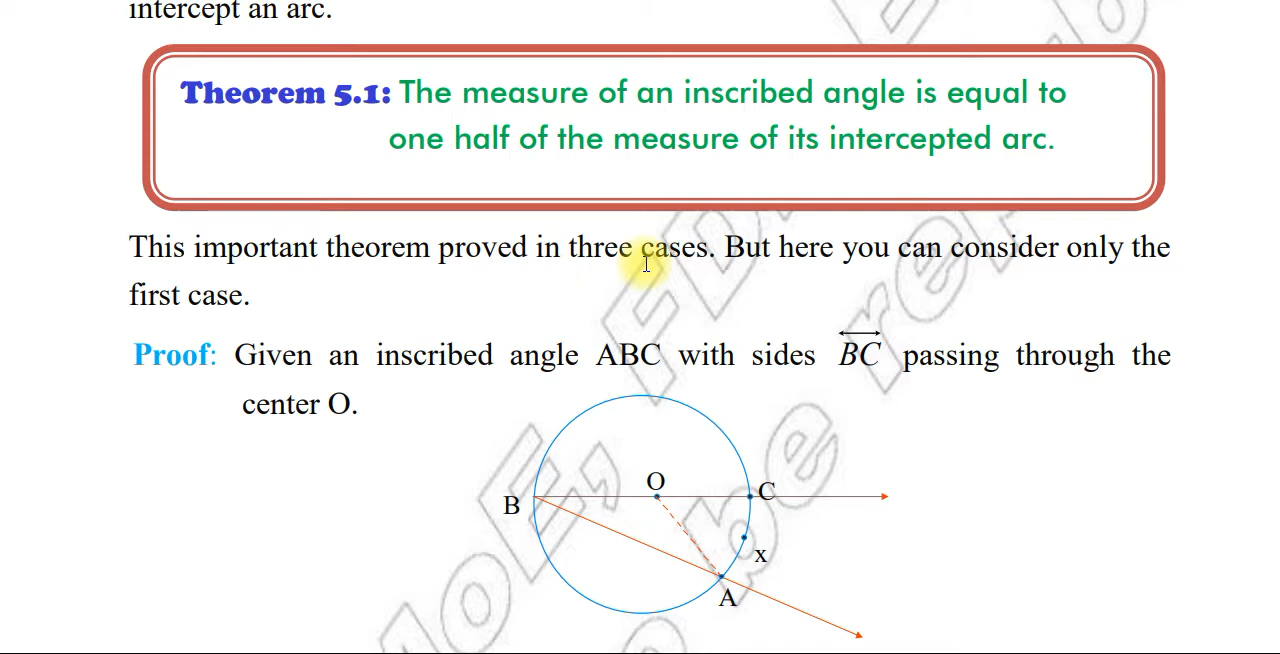 intercept an arc.
Theorem 5.1: The measure of an inscribed angle is equal to
one half of the measure of its intercepted arc.
This important theorem proved in three cases. But here you can consider only the
first case.
Proof: Given an inscribed angle ABC with sides BC passing through the
center O.
O
B
C
x
A